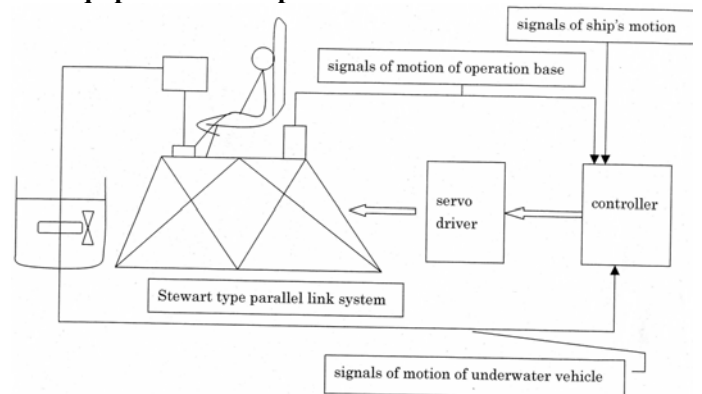 signals of ship's motion
signals of motion of operation base
servo
driver
controller
Stewart type parallel link system
signals of motion of underwater vehicle